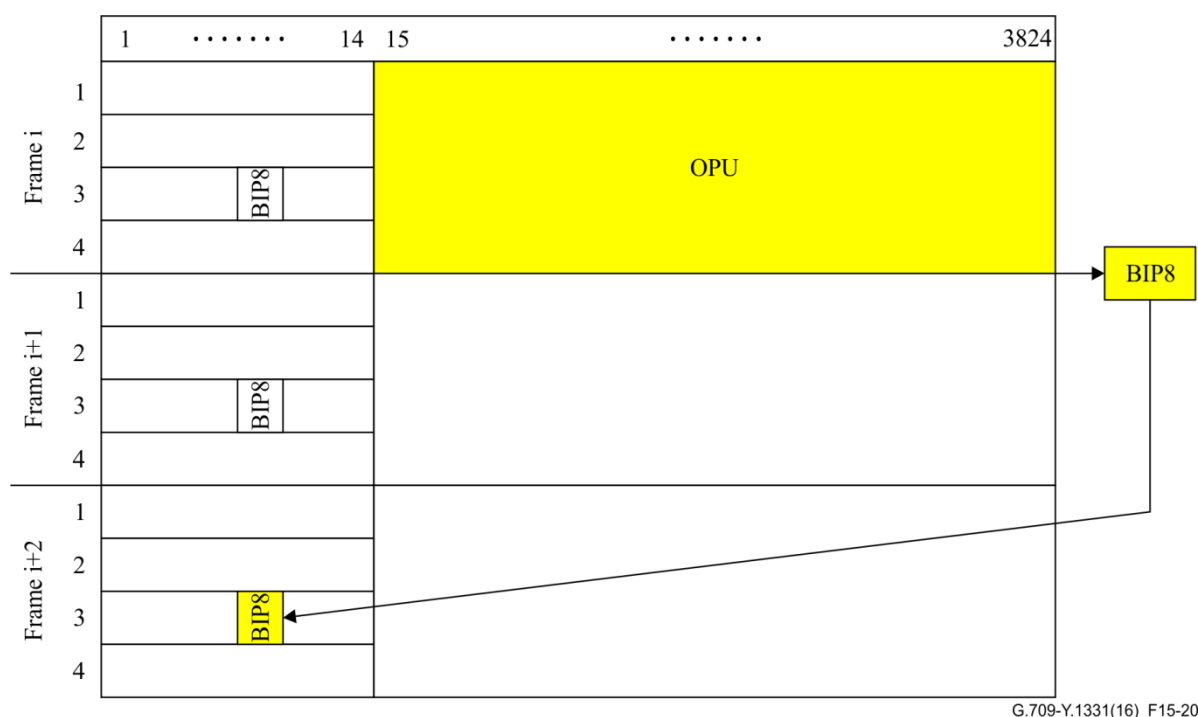 1 ······· 14 15 ······· 3824
Frame i
1
2
3 BIP8
4
OPU
BIP8
Frame i+1
1
2
3 BIP8
4
Frame i+2
1
2
3 BIP8
4
G.709-Y.1331(16)_F15-20